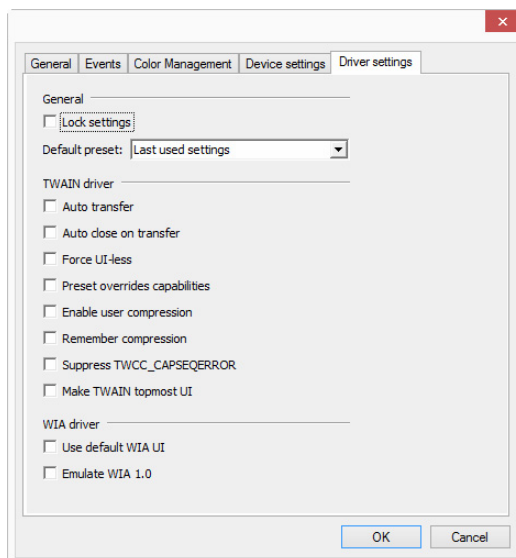 General Events Color Management Device settings Driver settings
General
Lock settings
Default preset: Last used settings
TWAIN driver
Auto transfer
Auto close on transfer
Force UI-less
Preset overrides capabilities
Enable user compression
Remember compression
Suppress TWCC_CAPSEQERROR
Make TWAIN topmost UI
WIA driver
Use default WIA UI
Emulate WIA 1.0
OK Cancel